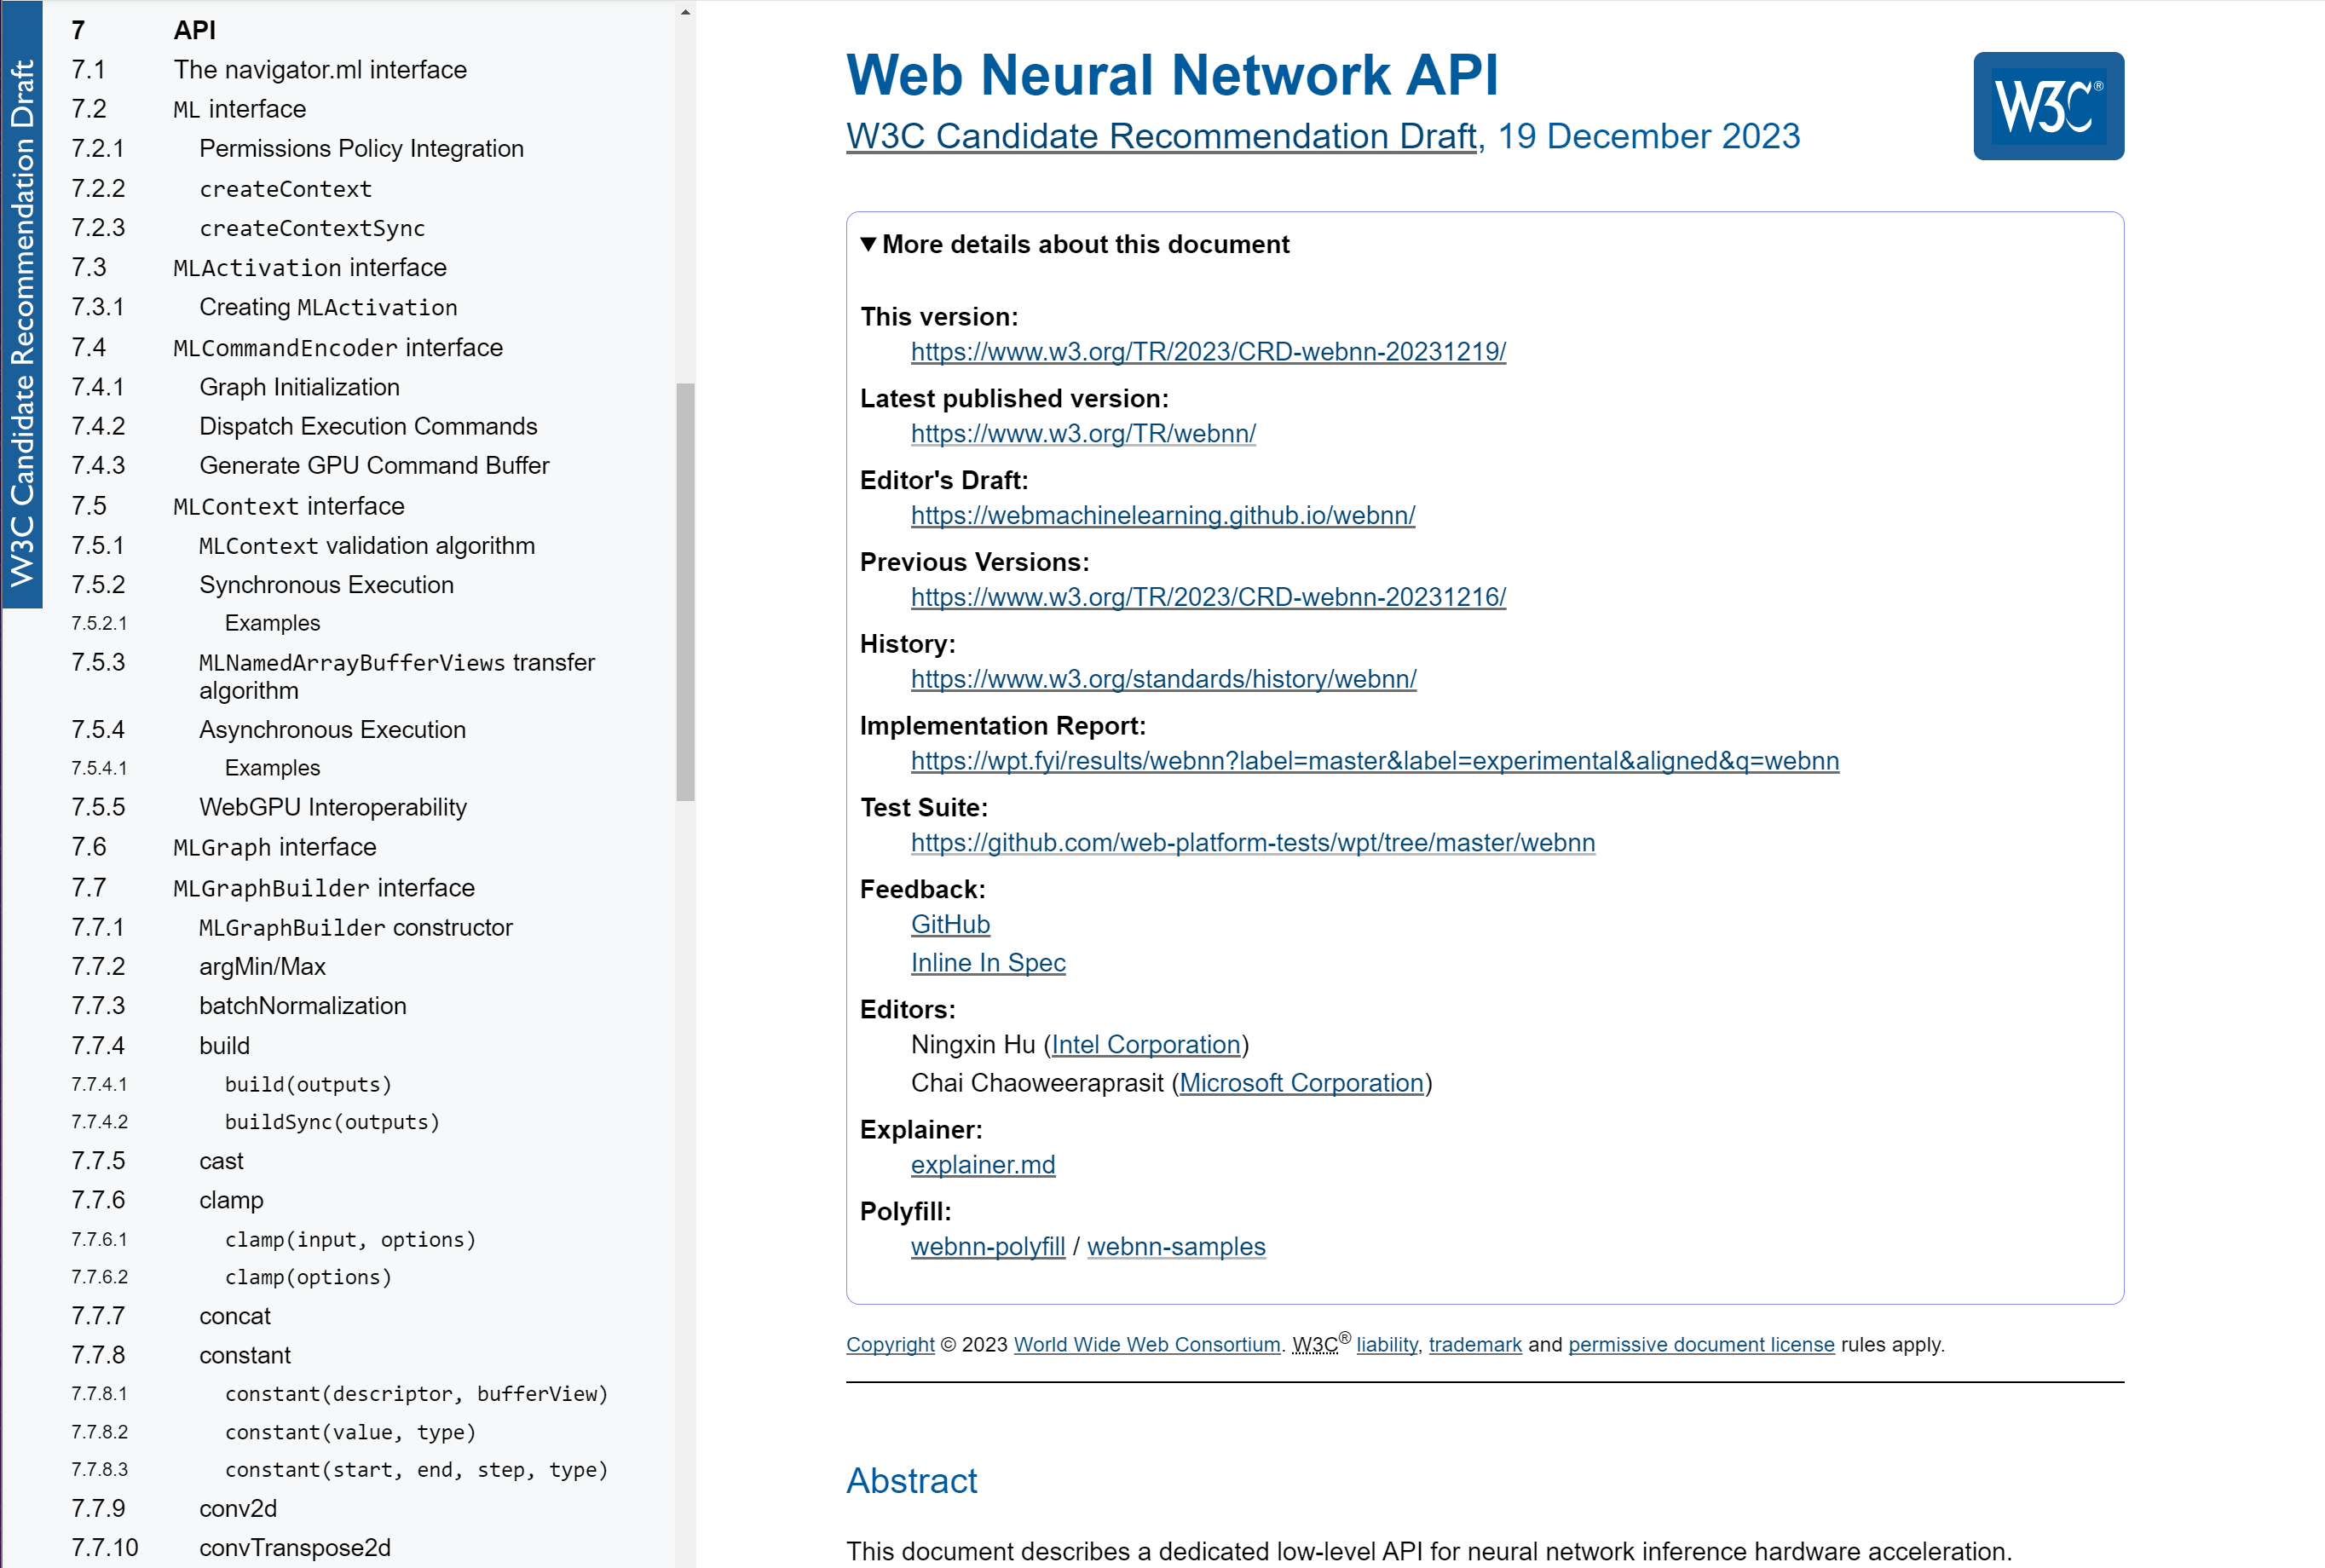 W3C Candidate Recommendation Draft
7 API
7.1 The navigator.ml interface
7.2 ML interface
7.2.1 Permissions Policy Integration
7.2.2 createContext
7.2.3 createContextSync
7.3 MLActivation interface
7.3.1 Creating MLActivation
7.4 MLCommandEncoder interface
7.4.1 Graph Initialization
7.4.2 Dispatch Execution Commands
7.4.3 Generate GPU Command Buffer
7.5 MLContext interface
7.5.1 MLContext validation algorithm
7.5.2 Synchronous Execution
7.5.2.1 Examples
7.5.3 MLNamedArrayBufferViews transfer
algorithm
7.5.4 Asynchronous Execution
7.5.4.1 Examples
7.5.5 WebGPU Interoperability
7.6 MLGraph interface
7.7 MLGraphBuilder interface
7.7.1 MLGraphBuilder constructor
7.7.2 argMin/Max
7.7.3 batchNormalization
7.7.4 build
7.7.4.1 build(outputs)
7.7.4.2 buildSync(outputs)
7.7.5 cast
7.7.6 clamp
7.7.6.1 clamp(input, options)
7.7.6.2 clamp(options)
7.7.7 concat
7.7.8 constant
7.7.8.1 constant(descriptor, bufferView)
7.7.8.2 constant(value, type)
7.7.8.3 constant(start, end, step, type)
7.7.9 conv2d
7.7.10 convTranspose2d
Web Neural Network API
W3C Candidate Recommendation Draft, 19 December 2023
W3C®
▼ More details about this document
This version:
https://www.w3.org/TR/2023/CRD-webnn-20231219/
Latest published version:
https://www.w3.org/TR/webnn/
Editor's Draft:
https://webmachinelearning.github.io/webnn/
Previous Versions:
https://www.w3.org/TR/2023/CRD-webnn-20231216/
History:
https://www.w3.org/standards/history/webnn/
Implementation Report:
https://wpt.fyi/results/webnn?label=master&label=experimental&aligned&q=webnn
Test Suite:
https://github.com/web-platform-tests/wpt/tree/master/webnn
Feedback:
GitHub
Inline In Spec
Editors:
Ningxin Hu (Intel Corporation)
Chai Chaoweeraprasit (Microsoft Corporation)
Explainer:
explainer.md
Polyfill:
webnn-polyfill / webnn-samples
Copyright © 2023 World Wide Web Consortium. W3C® liability, trademark and permissive document license rules apply.
Abstract
This document describes a dedicated low-level API for neural network inference hardware acceleration.